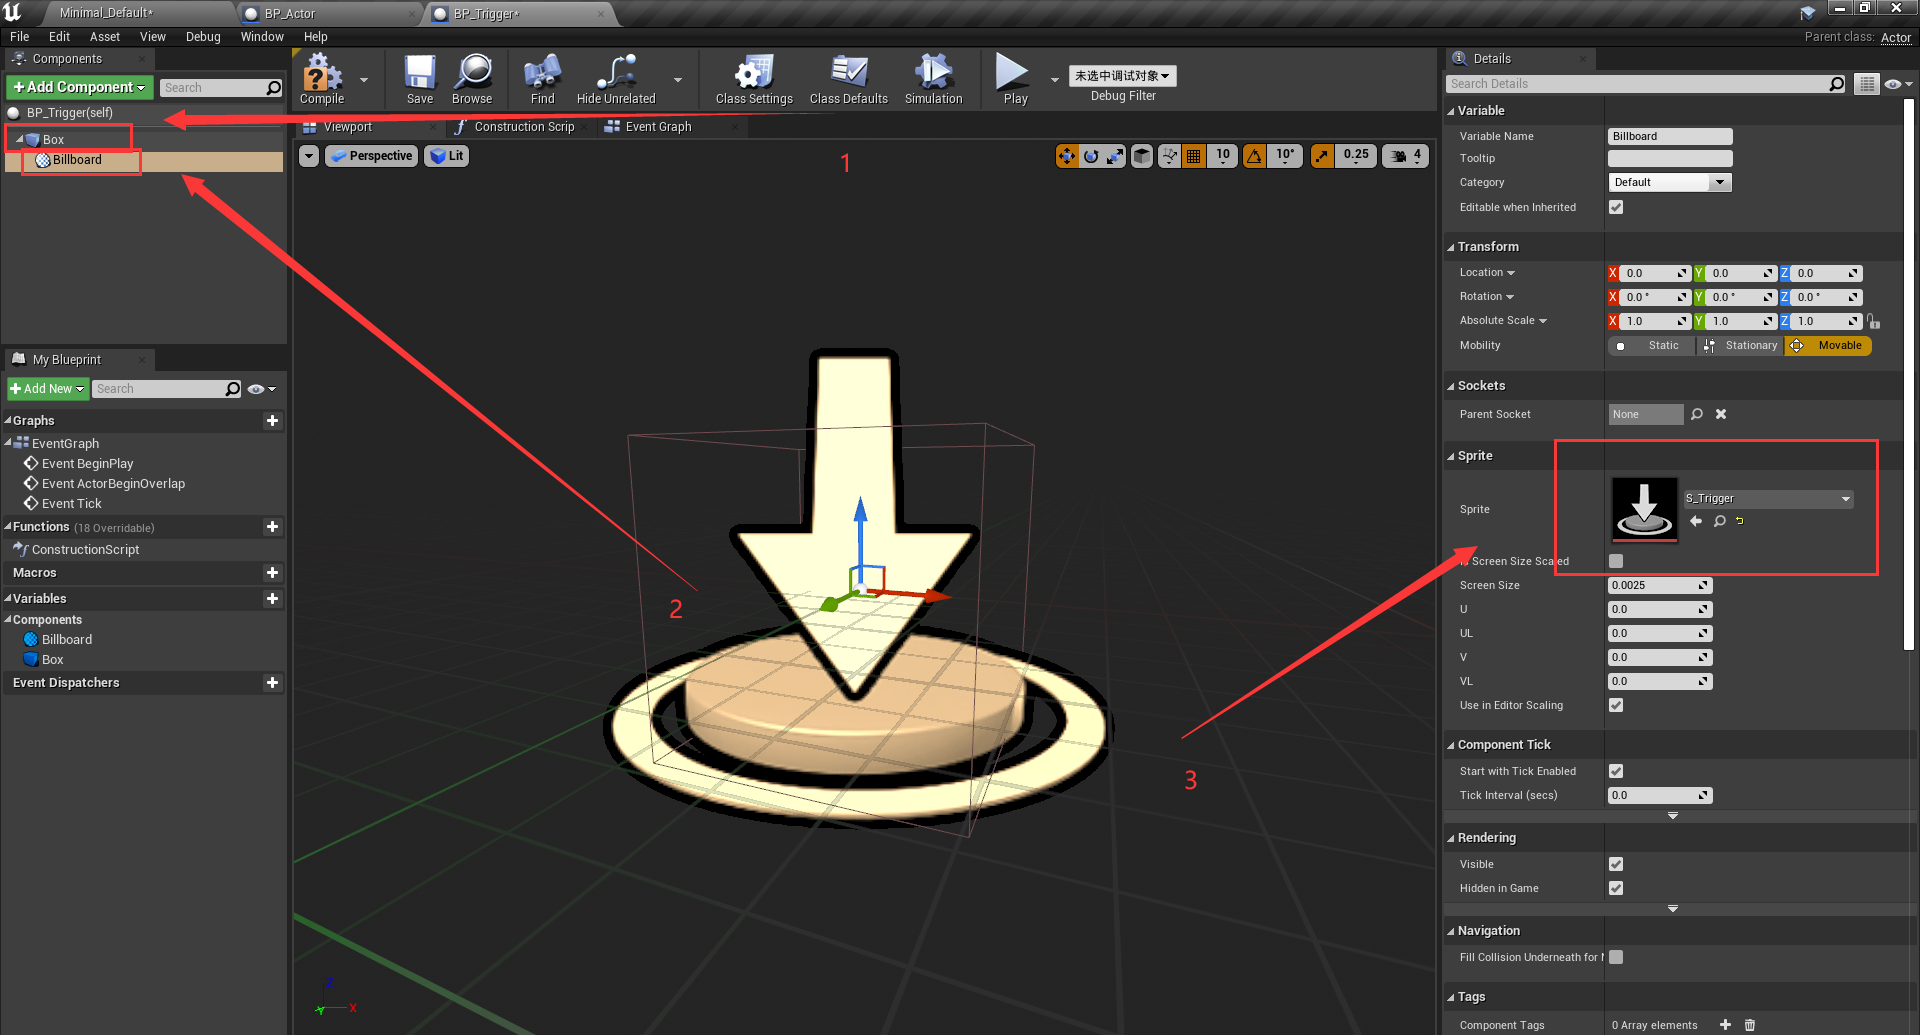 Minimal_Default*
BP_Actor
BP_Trigger*
File Edit Asset View Debug Window Help
Parent class: Actor
Components
+Add Component
Search
BP_Trigger(self)
Box
Billboard
Compile
Save
Browse
Find
Hide Unrelated
Class Settings
Class Defaults
Simulation
Play
未选中调试对象
Debug Filter
Viewport
Construction Scrip
Event Graph
Perspective
Lit
10
10°
0.25
4
1
2
3
Z
Y
X
My Blueprint
+Add New
Search
Graphs
EventGraph
Event BeginPlay
Event ActorBeginOverlap
Event Tick
Functions (18 Overridable)
ConstructionScript
Macros
Variables
Components
Billboard
Box
Event Dispatchers
Details
Search Details
Variable
Variable Name Billboard
Tooltip
Category Default
Editable when Inherited
Transform
Location X 0.0 Y 0.0 Z 0.0
Rotation X 0.0 ° Y 0.0 ° Z 0.0 °
Absolute Scale X 1.0 Y 1.0 Z 1.0
Mobility Static Stationary Movable
Sockets
Parent Socket None
Sprite
Sprite S_Trigger
Screen Size Scaled
Screen Size 0.0025
U 0.0
UL 0.0
V 0.0
VL 0.0
Use in Editor Scaling
Component Tick
Start with Tick Enabled
Tick Interval (secs) 0.0
Rendering
Visible
Hidden in Game
Navigation
Fill Collision Underneath for
Tags
Component Tags 0 Array elements